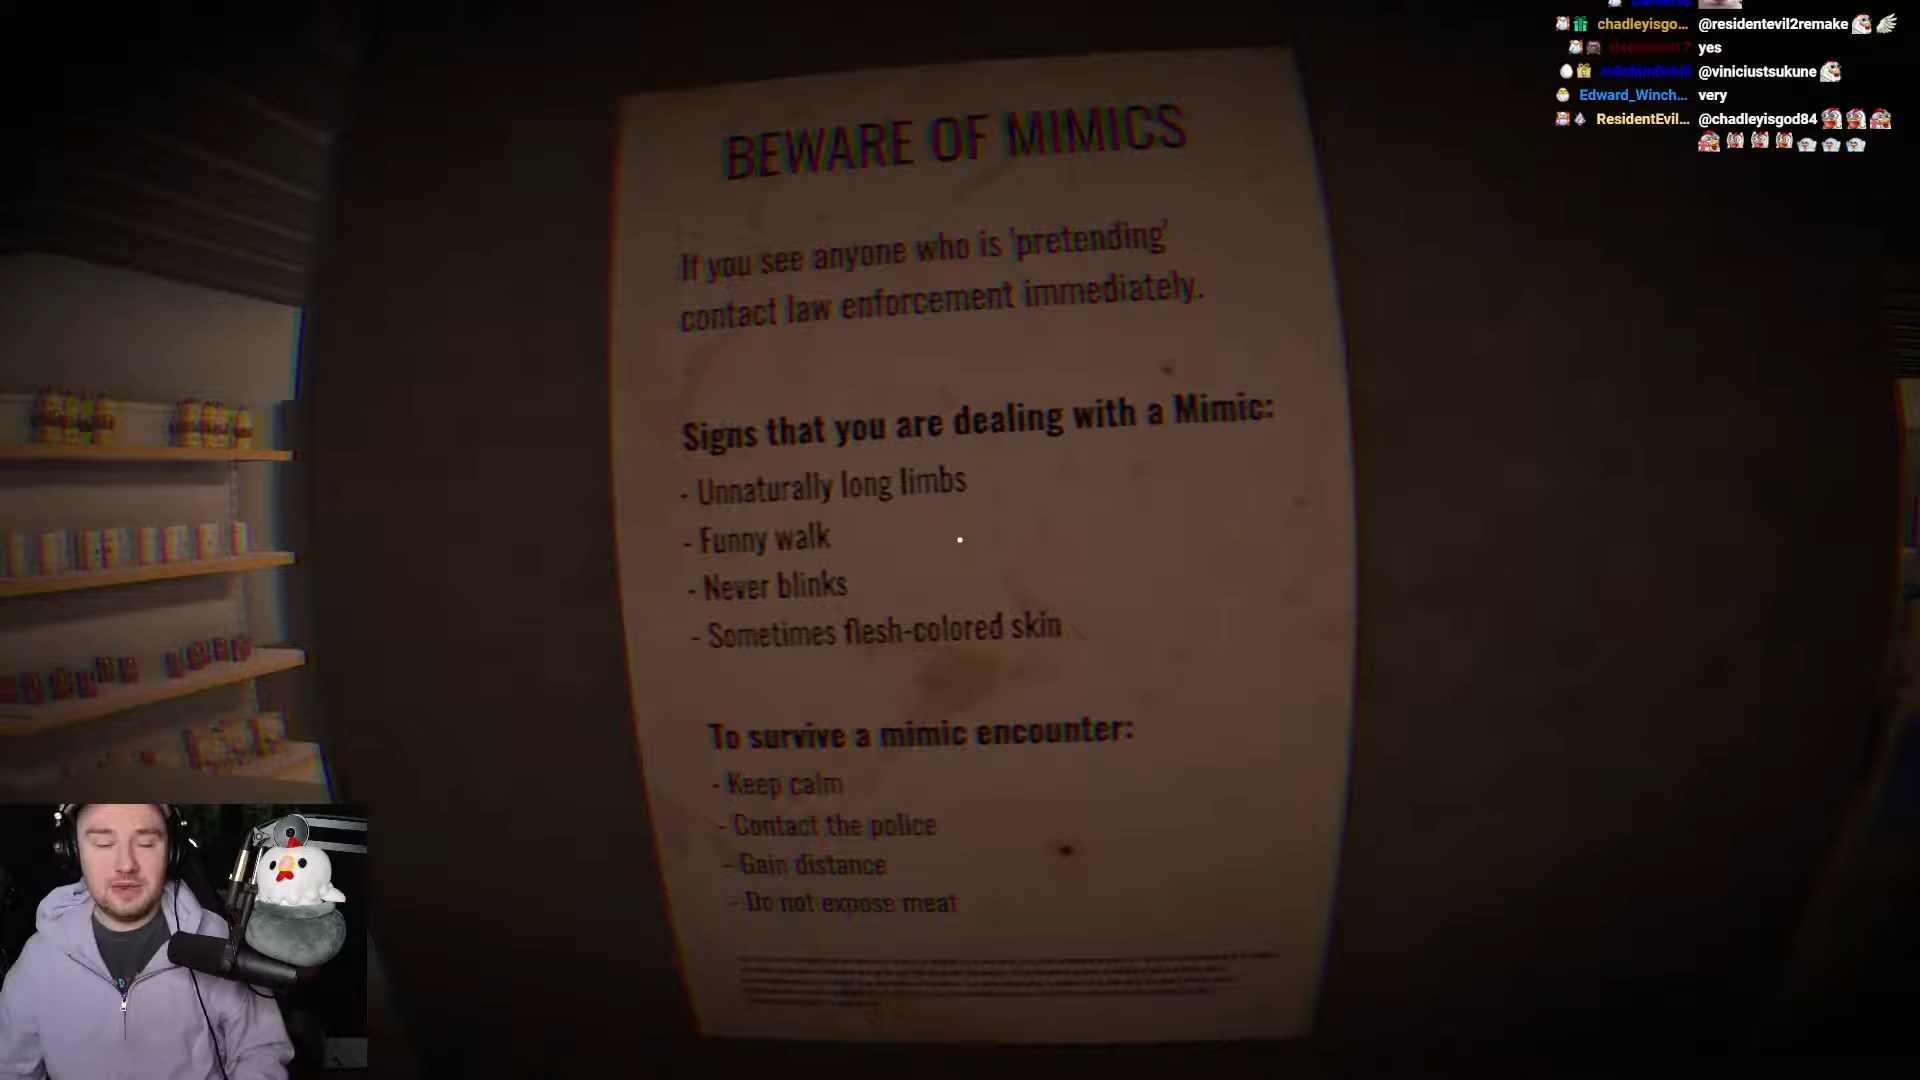 chadleyisgo... @residentevil2remake
yes
@viniciustsukune
Edward_Winch... very
ResidentEvil... @chadleyisgod84
BEWARE OF MIMICS
If you see anyone who is 'pretending'
contact law enforcement immediately.
Signs that you are dealing with a Mimic:
- Unnaturally long limbs
- Funny walk
- Never blinks
- Sometimes flesh-colored skin
To survive a mimic encounter:
- Keep calm
- Contact the police
- Gain distance
- Do not expose meat